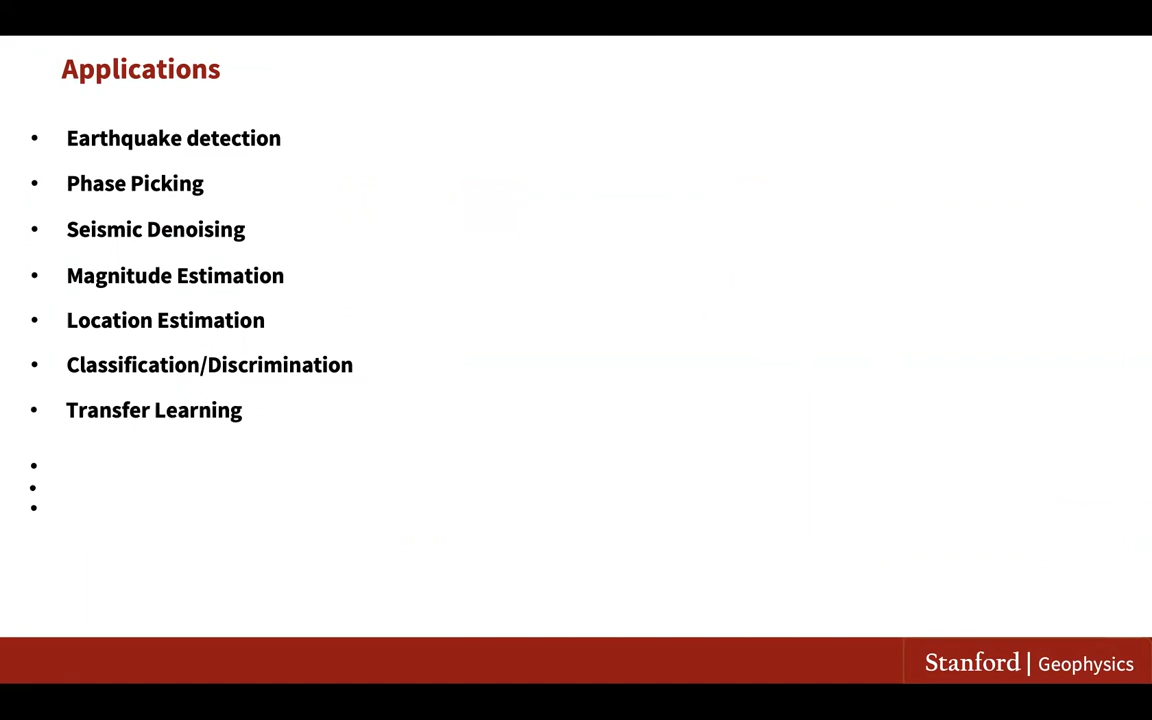 Applications
• Earthquake detection
• Phase Picking
• Seismic Denoising
• Magnitude Estimation
• Location Estimation
• Classification/Discrimination
• Transfer Learning
•
•
•
Stanford | Geophysics